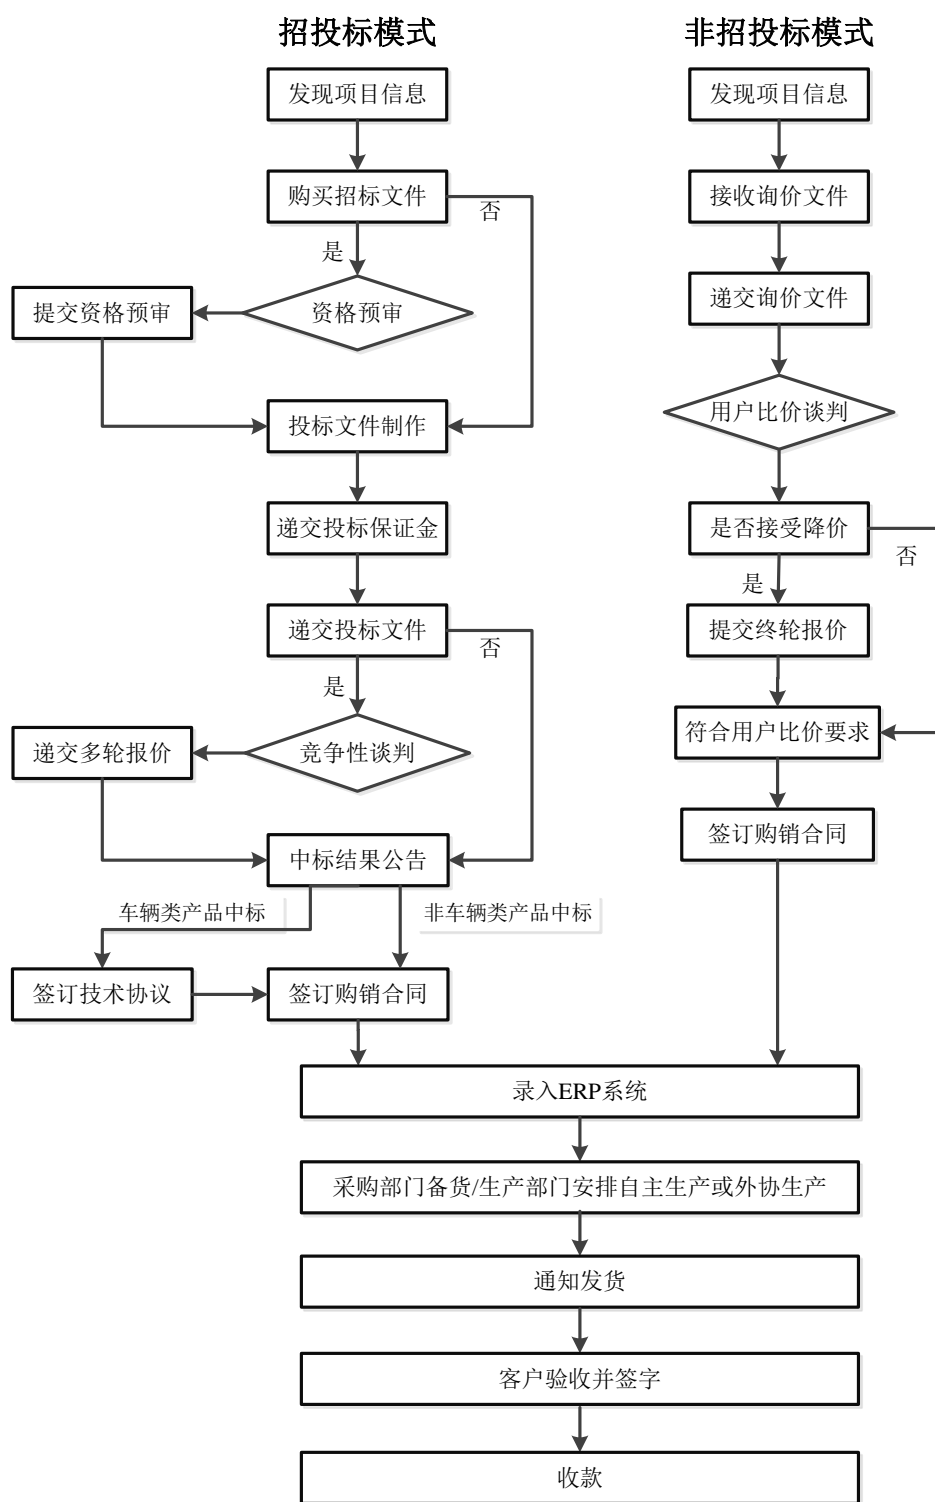 招投标模式
发现项目信息
购买招标文件
否
是
资格预审
提交资格预审
投标文件制作
递交投标保证金
递交投标文件
否
是
竞争性谈判
递交多轮报价
中标结果公告
车辆类产品中标
非车辆类产品中标
签订技术协议
签订购销合同
非招投标模式
发现项目信息
接收询价文件
递交询价文件
用户比价谈判
是否接受降价
否
是
提交终轮报价
符合用户比价要求
签订购销合同
录入ERP系统
采购部门备货/生产部门安排自主生产或外协生产
通知发货
客户验收并签字
收款